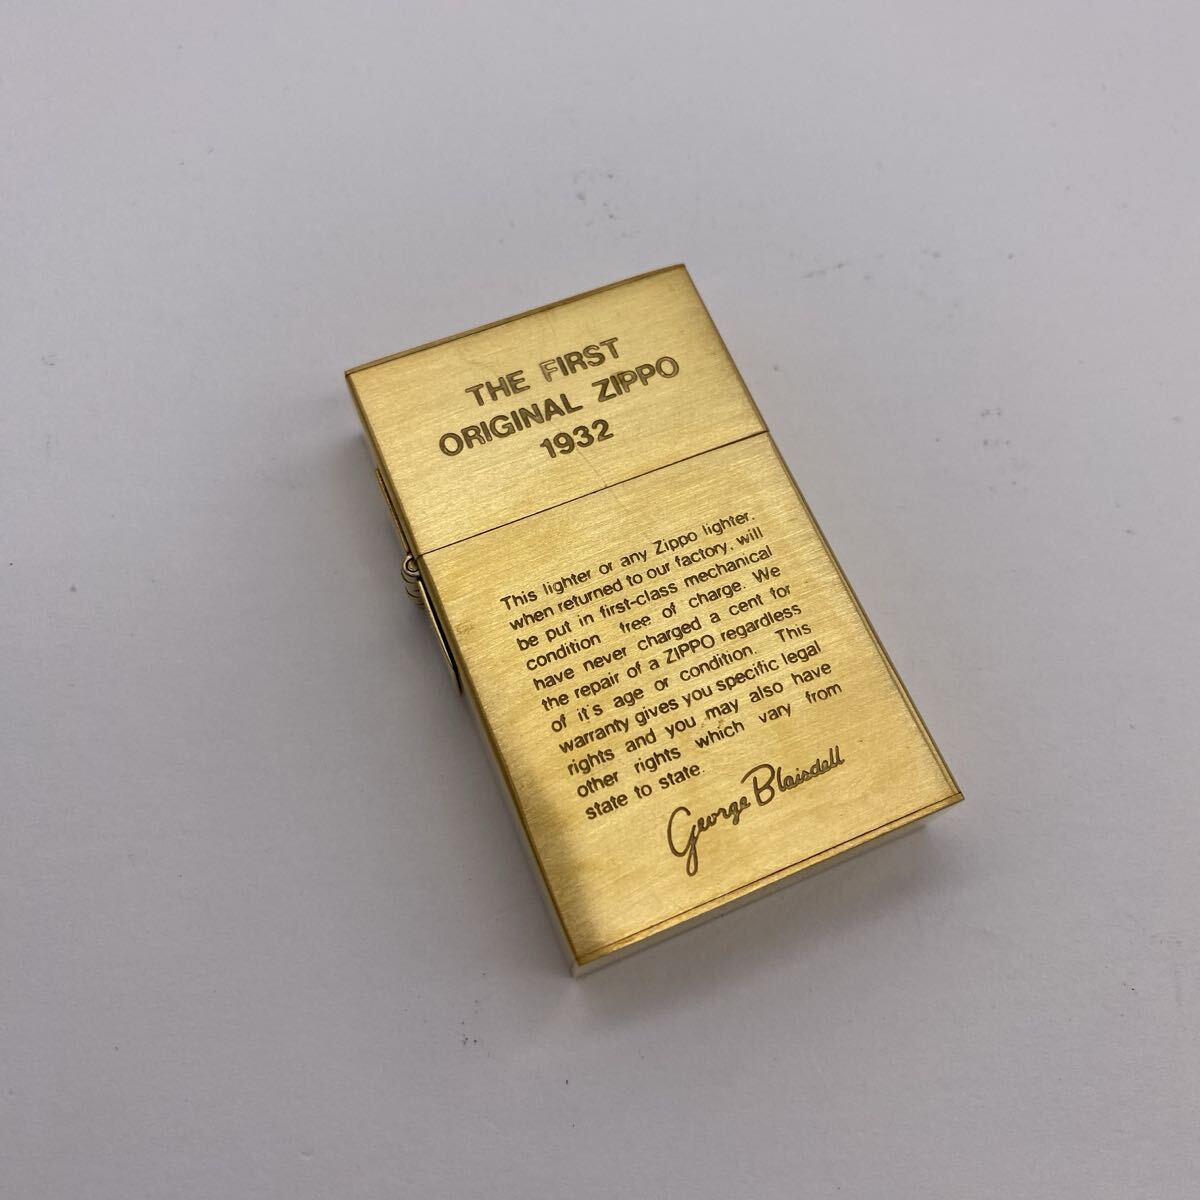 THE FIRST
ORIGINAL ZIPPO
1932
This lighter or any Zippo lighter.
when returned to our factory, will
be put in first-class mechanical
condition free of charge. We
have never charged a cent for
the repair of a ZIPPO regardless
of it's age or condition. This
warranty gives you specific legal
rights and you may also have
other rights which vary from
state to state.
George Blaisdell